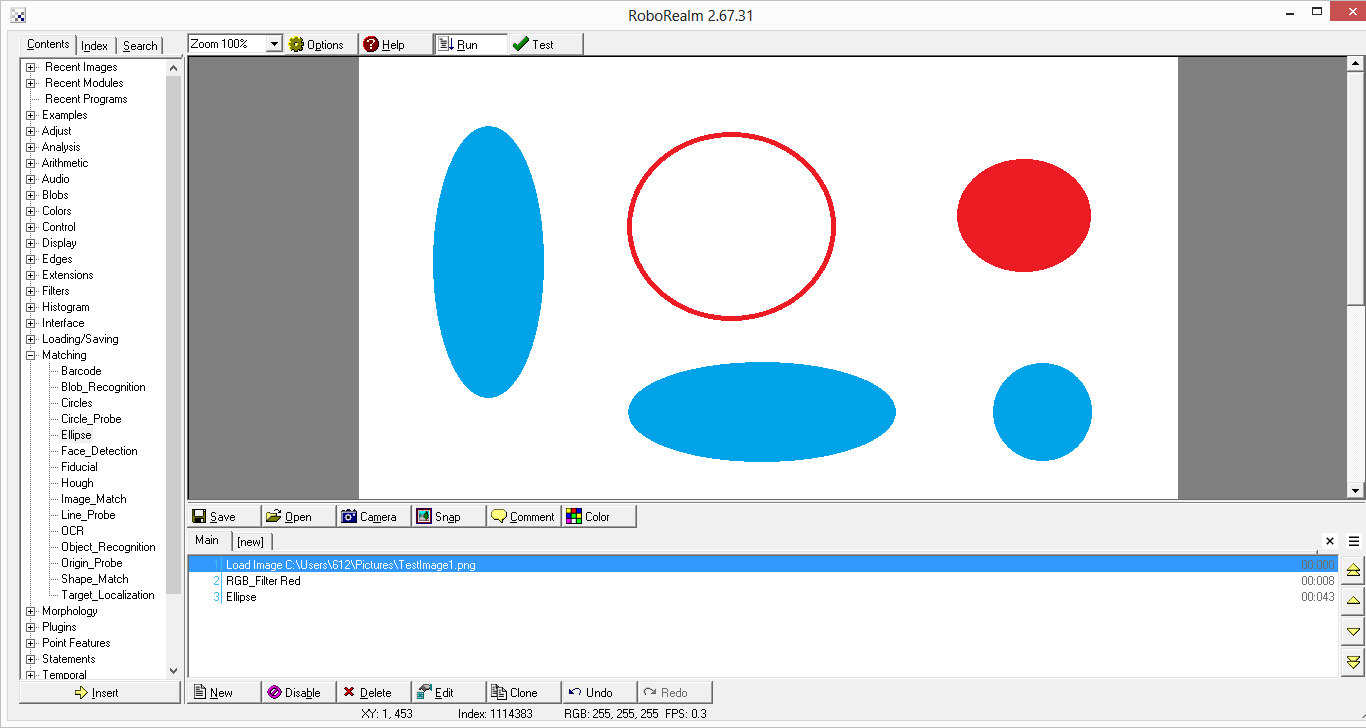 RoboRealm 2.67.31
Contents Index Search
Zoom 100% Options Help Run Test
Recent Images
Recent Modules
Recent Programs
Examples
Adjust
Analysis
Arithmetic
Audio
Blobs
Colors
Control
Display
Edges
Extensions
Filters
Histogram
Interface
Loading/Saving
Matching
Barcode
Blob_Recognition
Circles
Circle_Probe
Ellipse
Face_Detection
Fiducial
Hough
Image_Match
Line_Probe
OCR
Object_Recognition
Origin_Probe
Shape_Match
Target_Localization
Morphology
Plugins
Point Features
Statements
Temporal
Insert
Save Open Camera Snap Comment Color
Main [new]
1 Load Image C:\Users\612\Pictures\TestImage1.png 00:000
2 RGB_Filter Red 00:008
3 Ellipse 00:043
New Disable Delete Edit Clone Undo Redo
XY: 1, 453 Index: 1114383 RGB: 255, 255, 255 FPS: 0.3